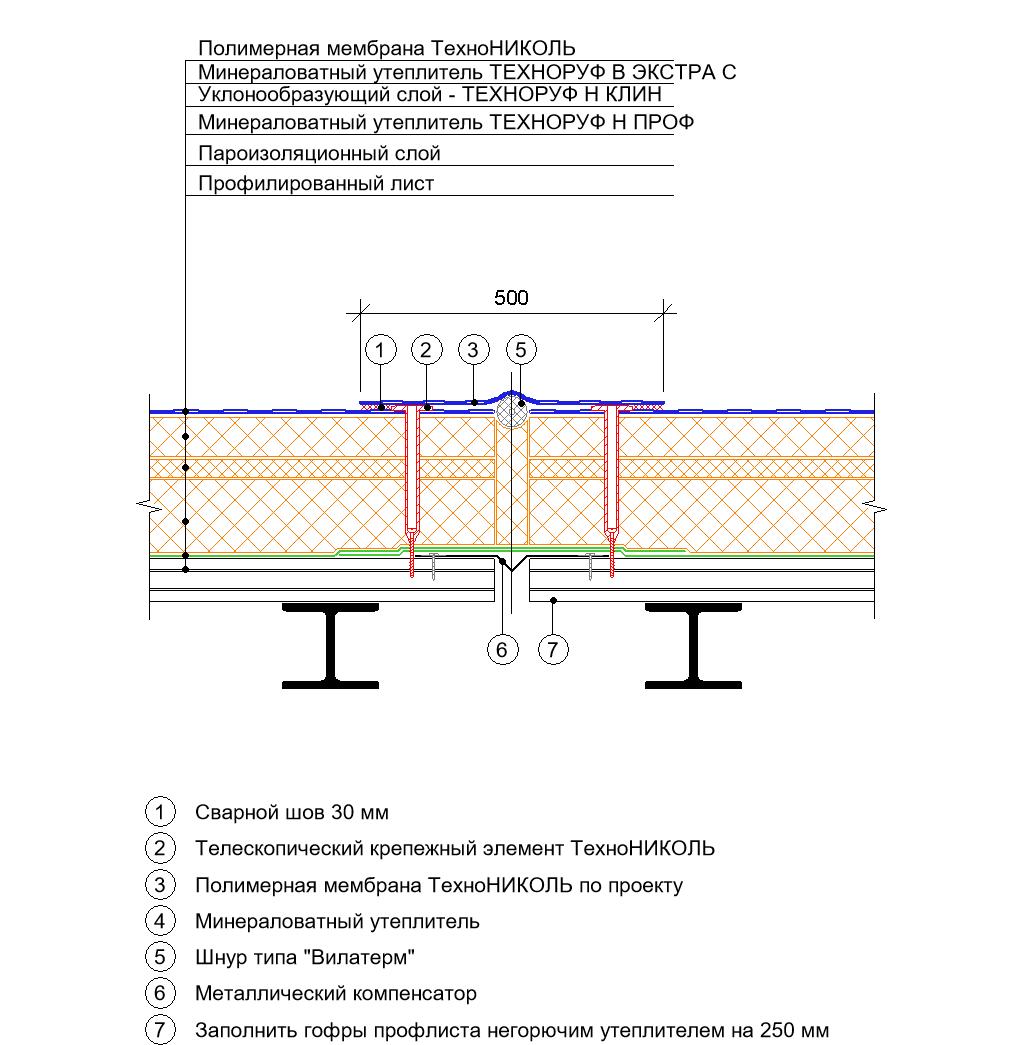 Полимерная мембрана ТехноНИКОЛЬ
Минераловатный утеплитель ТЕХНОРУФ В ЭКСТРА С
Уклонообразующий слой - ТЕХНОРУФ Н КЛИН
Минераловатный утеплитель ТЕХНОРУФ Н ПРОФ
Пароизоляционный слой
Профилированный лист
500
1 2 3 5
6 7
1 Сварной шов 30 мм
2 Телескопический крепежный элемент ТехноНИКОЛЬ
3 Полимерная мембрана ТехноНИКОЛЬ по проекту
4 Минераловатный утеплитель
5 Шнур типа "Вилатерм"
6 Металлический компенсатор
7 Заполнить гофры профлиста негорючим утеплителем на 250 мм